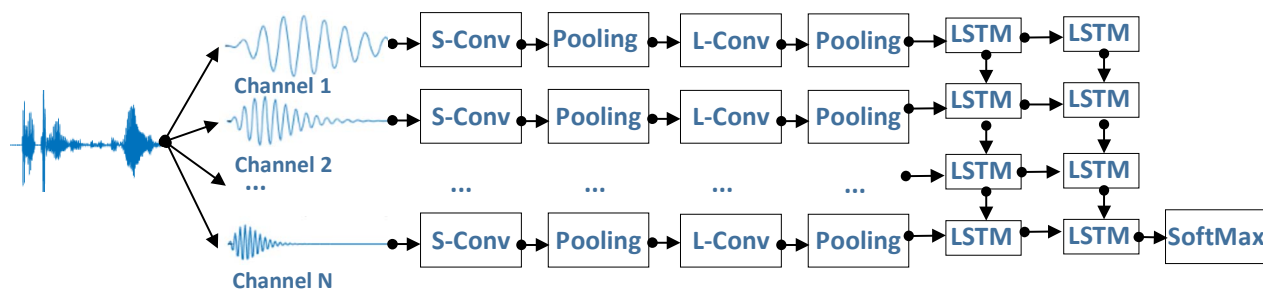 S-Conv Pooling L-Conv Pooling LSTM LSTM
Channel 1
S-Conv Pooling L-Conv Pooling LSTM LSTM
Channel 2
... ... ... ... ... LSTM LSTM
S-Conv Pooling L-Conv Pooling LSTM LSTM SoftMax
Channel N